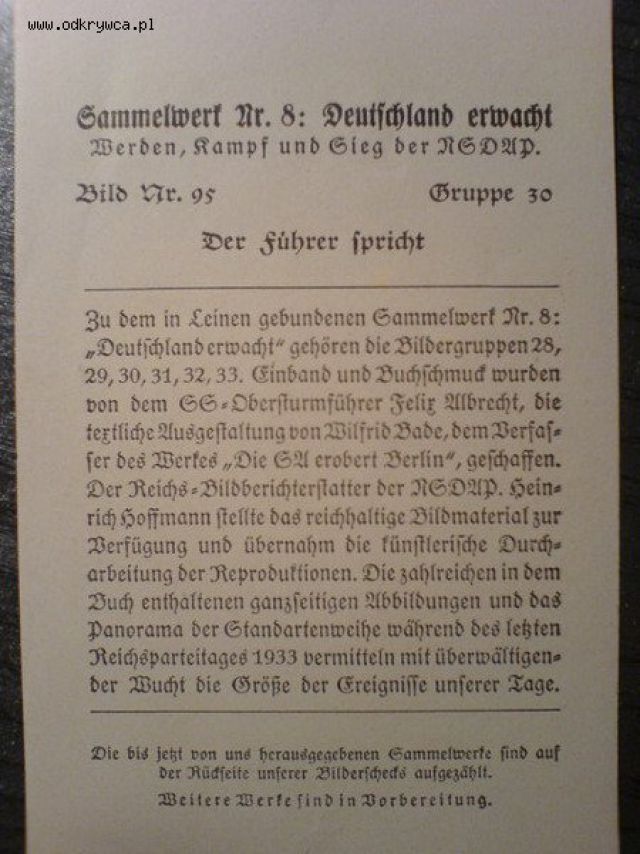 www.odkrywca.pl
Sammelwerk Nr. 8: Deutschland erwacht
Werden, Kampf und Sieg der NSDAP.
Bild Nr. 95 Gruppe 30
Der Führer spricht
Zu dem in Leinen gebundenen Sammelwerk Nr. 8:
„Deutschland erwacht“ gehören die Bildergruppen 28,
29, 30, 31, 32, 33. Einband und Buchschmuck wurden
von dem SS-Obersturmführer Felix Albrecht, die
textliche Ausgestaltung von Wilfrid Bade, dem Verfas-
ser des Werkes „Die SA erobert Berlin“, geschaffen.
Der Reichs-Bildberichterstatter der NSDAP. Hein-
rich Hoffmann stellte das reichhaltige Bildmaterial zur
Verfügung und übernahm die künstlerische Durch-
arbeitung der Reproduktionen. Die zahlreichen in dem
Buch enthaltenen ganzseitigen Abbildungen und das
Panorama der Standartenweihe während des letzten
Reichsparteitages 1933 vermitteln mit überwältigen-
der Wucht die Größe der Ereignisse unserer Tage.
Die bis jetzt von uns herausgegebenen Sammelwerke sind auf
der Rückseite unserer Bilderschecks aufgezählt.
Weitere Werke sind in Vorbereitung.